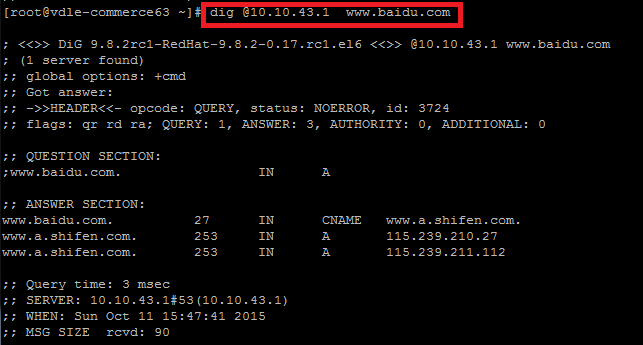 [root@vdle-commerce63 ~]# dig @10.10.43.1  www.baidu.com
; <<>> DiG 9.8.2rc1-RedHat-9.8.2-0.17.rc1.el6 <<>> @10.10.43.1 www.baidu.com
; (1 server found)
;; global options: +cmd
;; Got answer:
;; ->>HEADER<<- opcode: QUERY, status: NOERROR, id: 3724
;; flags: qr rd ra; QUERY: 1, ANSWER: 3, AUTHORITY: 0, ADDITIONAL: 0
;; QUESTION SECTION:
;www.baidu.com. IN A
;; ANSWER SECTION:
www.baidu.com. 27 IN CNAME www.a.shifen.com.
www.a.shifen.com. 253 IN A 115.239.210.27
www.a.shifen.com. 253 IN A 115.239.211.112
;; Query time: 3 msec
;; SERVER: 10.10.43.1#53(10.10.43.1)
;; WHEN: Sun Oct 11 15:47:41 2015
;; MSG SIZE  rcvd: 90